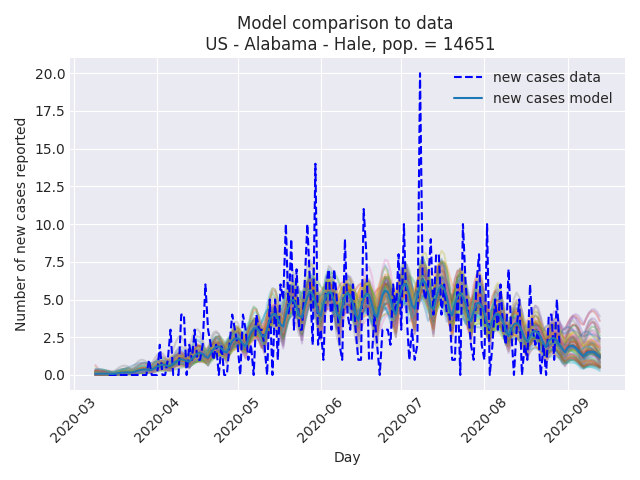 Model comparison to data
US - Alabama - Hale, pop. = 14651
new cases data
new cases model
Number of new cases reported
20.0
17.5
15.0
12.5
10.0
7.5
5.0
2.5
0.0
2020-03
2020-04
2020-05
2020-06
2020-07
2020-08
2020-09
Day